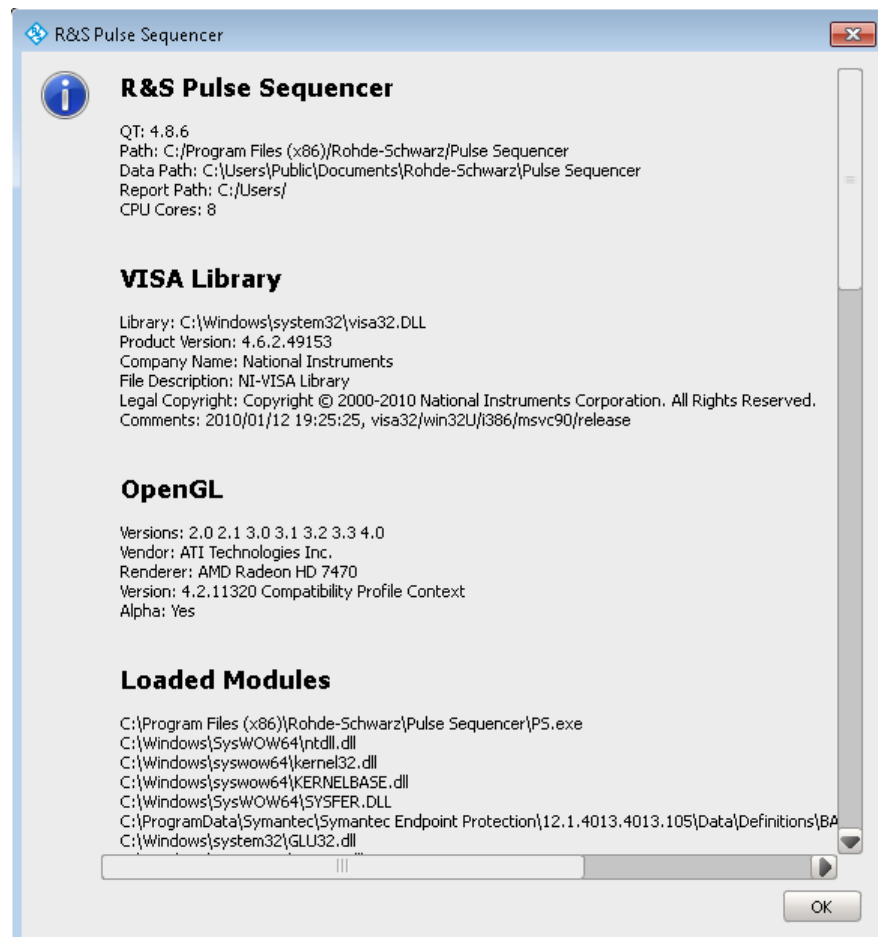 R&S Pulse Sequencer
R&S Pulse Sequencer
QT: 4.8.6
Path: C:/Program Files (x86)/Rohde-Schwarz/Pulse Sequencer
Data Path: C:\Users\Public\Documents\Rohde-Schwarz\Pulse Sequencer
Report Path: C:/Users/
CPU Cores: 8
VISA Library
Library: C:\Windows\system32\visa32.DLL
Product Version: 4.6.2.49153
Company Name: National Instruments
File Description: NI-VISA Library
Legal Copyright: Copyright © 2000-2010 National Instruments Corporation. All Rights Reserved.
Comments: 2010/01/12 19:25:25, visa32/win32U/i386/msvc90/release
OpenGL
Versions: 2.0 2.1 3.0 3.1 3.2 3.3 4.0
Vendor: ATI Technologies Inc.
Renderer: AMD Radeon HD 7470
Version: 4.2.11320 Compatibility Profile Context
Alpha: Yes
Loaded Modules
C:\Program Files (x86)\Rohde-Schwarz\Pulse Sequencer\PS.exe
C:\Windows\SysWOW64\ntdll.dll
C:\Windows\syswow64\kernel32.dll
C:\Windows\syswow64\KERNELBASE.dll
C:\Windows\SysWOW64\SYSFER.DLL
C:\ProgramData\Symantec\Symantec Endpoint Protection\12.1.4013.4013.105\Data\Definitions\BA
C:\Windows\system32\GLU32.dll
OK